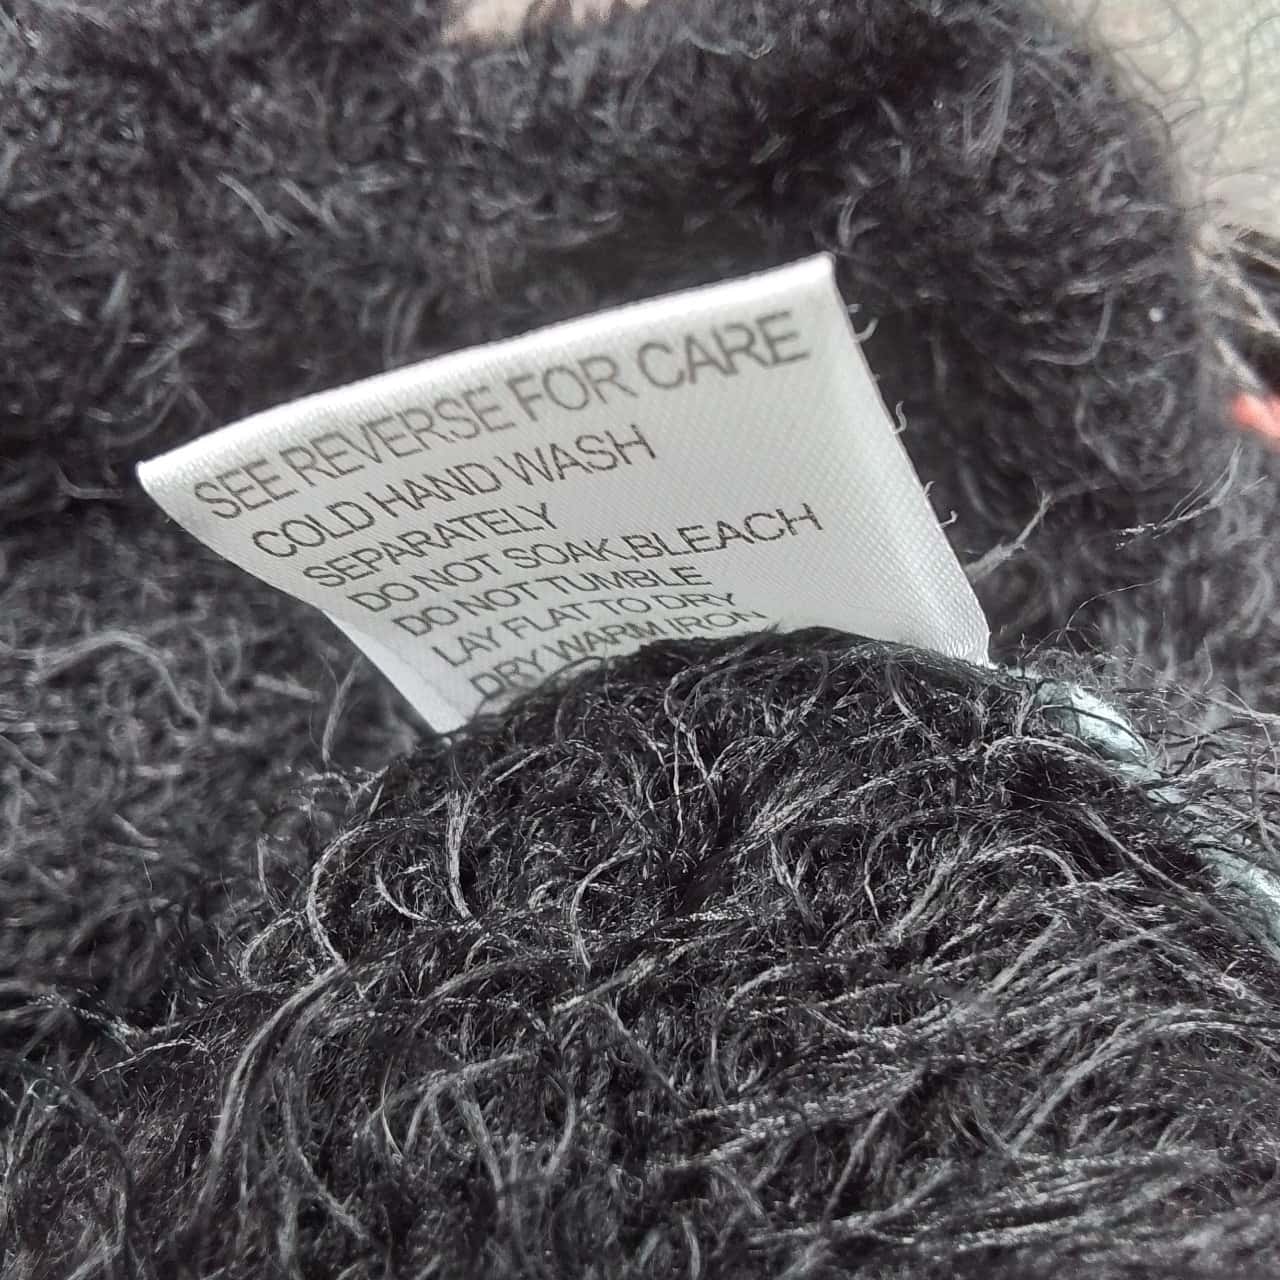 SEE REVERSE FOR CARE
COLD HAND WASH
SEPARATELY
DO NOT SOAK,BLEACH
DO NOT TUMBLE
LAY FLAT TO DRY
DRY WARM IRON